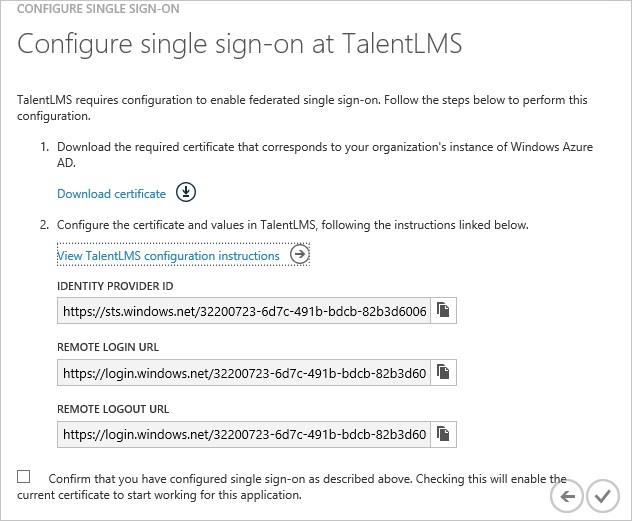 CONFIGURE SINGLE SIGN-ON
Configure single sign-on at TalentLMS
TalentLMS requires configuration to enable federated single sign-on. Follow the steps below to perform this
configuration.
1. Download the required certificate that corresponds to your organization's instance of Windows Azure
AD.
Download certificate
2. Configure the certificate and values in TalentLMS, following the instructions linked below.
View TalentLMS configuration instructions
IDENTITY PROVIDER ID
https://sts.windows.net/32200723-6d7c-491b-bdcb-82b3d6006
REMOTE LOGIN URL
https://login.windows.net/32200723-6d7c-491b-bdcb-82b3d60
REMOTE LOGOUT URL
https://login.windows.net/32200723-6d7c-491b-bdcb-82b3d60
Confirm that you have configured single sign-on as described above. Checking this will enable the
current certificate to start working for this application.